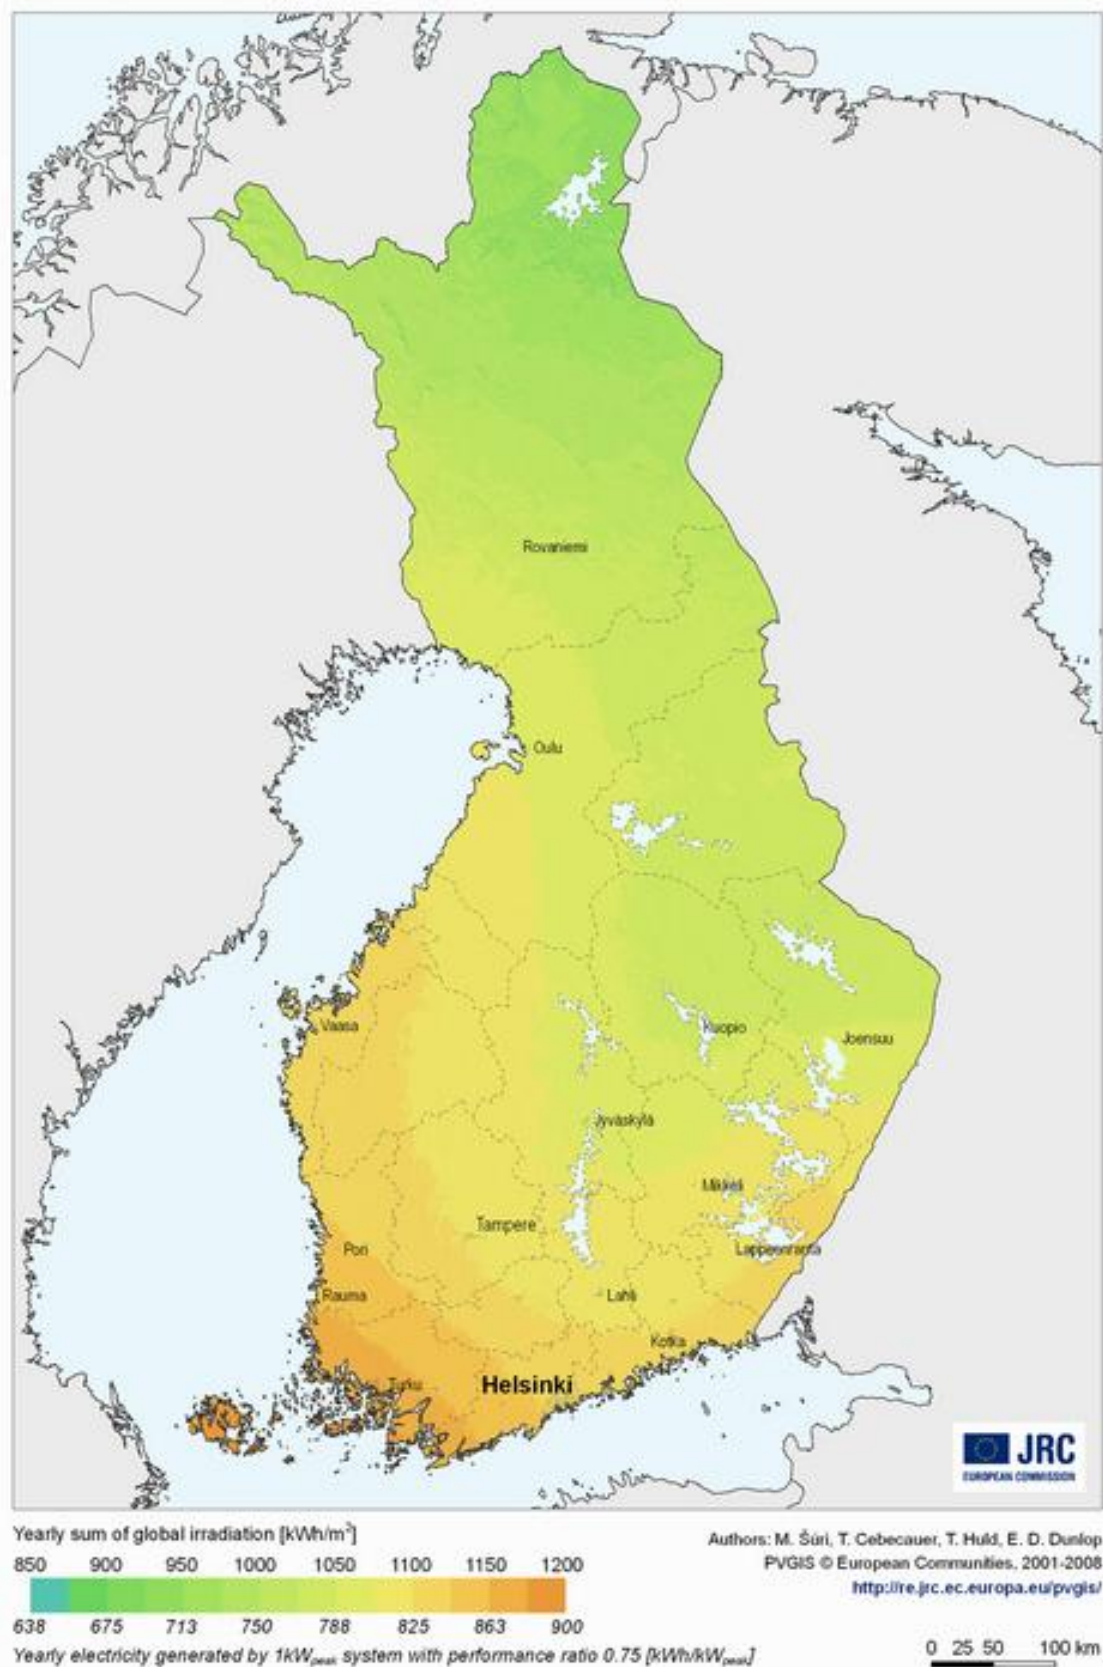 Rovaniemi
Oulu
Vaasa
Kuopio
Joensuu
Jyväskylä
Mikkeli
Tampere
Pori
Lappeenranta
Rauma
Lahti
Kotka
Turku
Helsinki
JRC
EUROPEAN COMMISSION
Yearly sum of global irradiation [kWh/m²]
850 900 950 1000 1050 1100 1150 1200
638 675 713 750 788 825 863 900
Yearly electricity generated by 1kWpeak system with performance ratio 0.75 [kWh/kWpeak]
Authors: M. Šúri, T. Cebecauer, T. Huld, E. D. Dunlop
PVGIS © European Communities, 2001-2008
http://re.jrc.ec.europa.eu/pvgis/
0 25 50 100 km